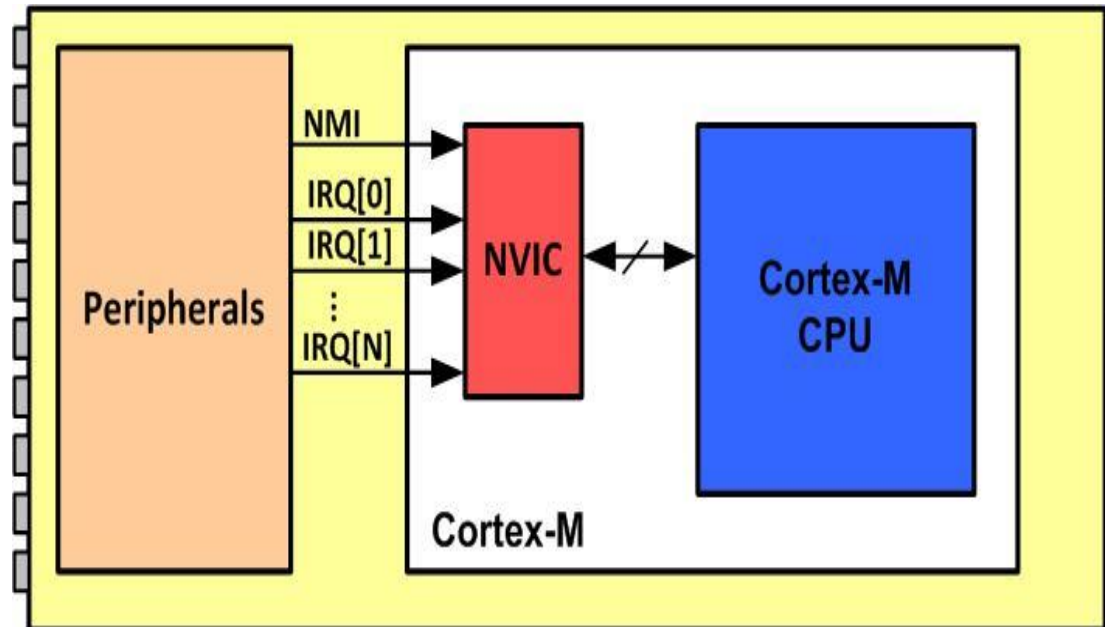 Peripherals
NMI
IRQ[0]
IRQ[1]
⋮
IRQ[N]
NVIC
Cortex-M
CPU
Cortex-M